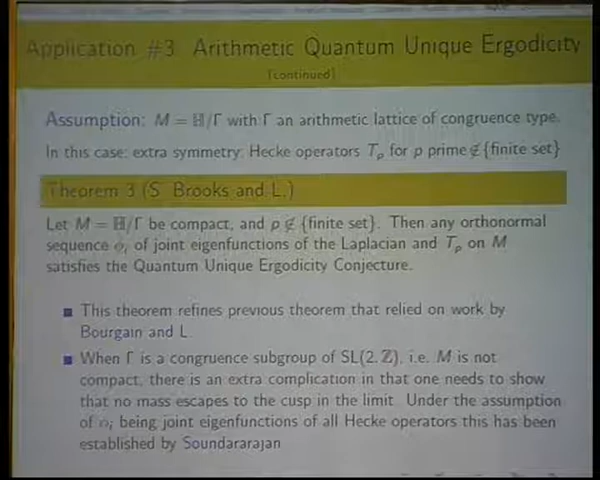 Application #3 Arithmetic Quantum Unique Ergodicity
(continued)
Assumption: M = ℍ/Γ with Γ an arithmetic lattice of congruence type.
In this case: extra symmetry: Hecke operators Tₚ for p prime ∉ {finite set}
Theorem 3 (S. Brooks and L.)
Let M = ℍ/Γ be compact, and p ∉ {finite set}. Then any orthonormal
sequence ϕᵢ of joint eigenfunctions of the Laplacian and Tₚ on M
satisfies the Quantum Unique Ergodicity Conjecture.
This theorem refines previous theorem that relied on work by
Bourgain and L.
When Γ is a congruence subgroup of SL(2, ℤ), i.e. M is not
compact, there is an extra complication in that one needs to show
that no mass escapes to the cusp in the limit. Under the assumption
of ϕᵢ being joint eigenfunctions of all Hecke operators this has been
established by Soundararajan